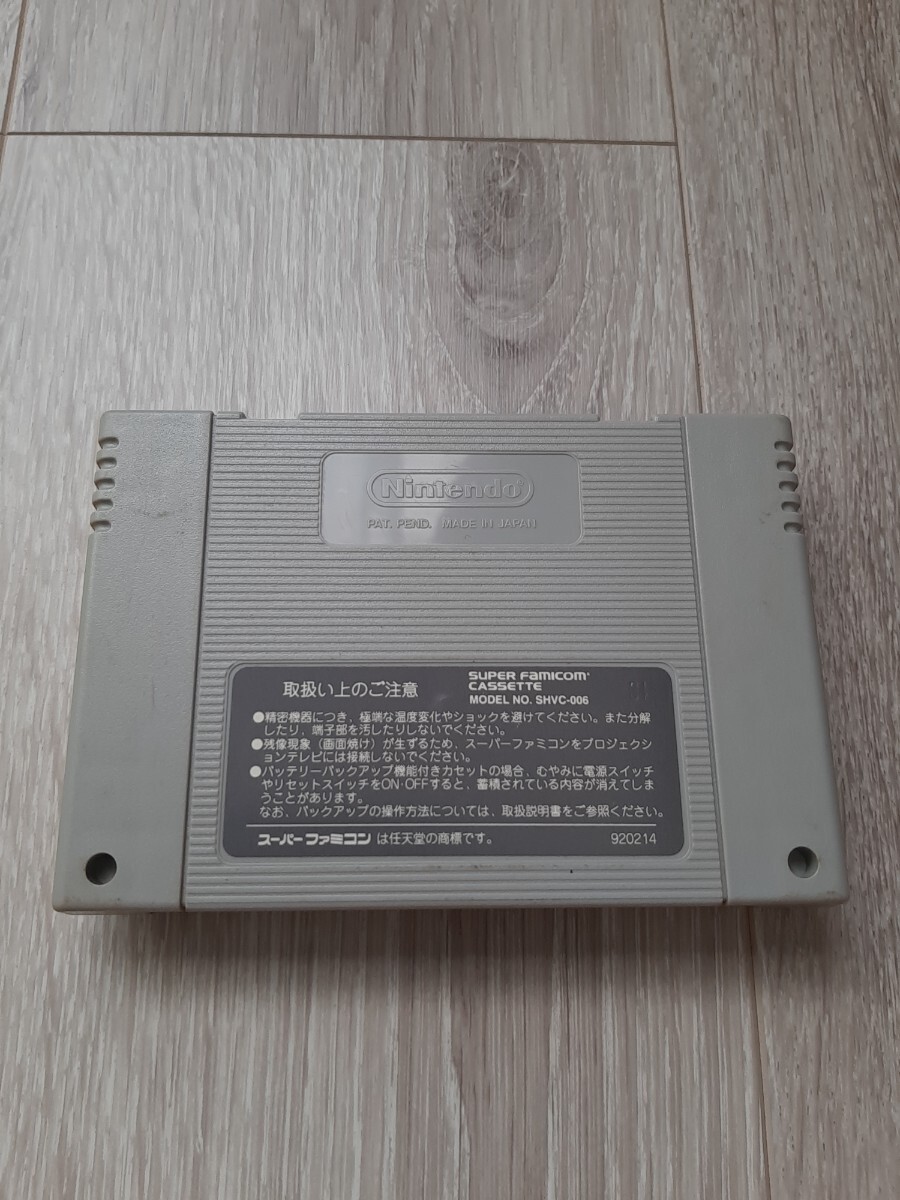 Nintendo
PAT. PEND. MADE IN JAPAN
取扱い上のご注意
SUPER FAMICOM
CASSETTE
MODEL NO. SHVC-006
●精密機器につき、極端な温度変化やショックを避けてください。また分解
したり、端子部を汚したりしないでください。
●残像現象（画面焼け）が生ずるため、スーパーファミコンをプロジェクシ
ョンテレビには接続しないでください。
●バッテリーバックアップ機能付きカセットの場合、むやみに電源スイッチ
やリセットスイッチをON·OFFすると、蓄積されている内容が消えてしま
うことがあります。
なお、バックアップの操作方法については、取扱説明書をご参照ください。
スーパーファミコン は任天堂の商標です。
920214